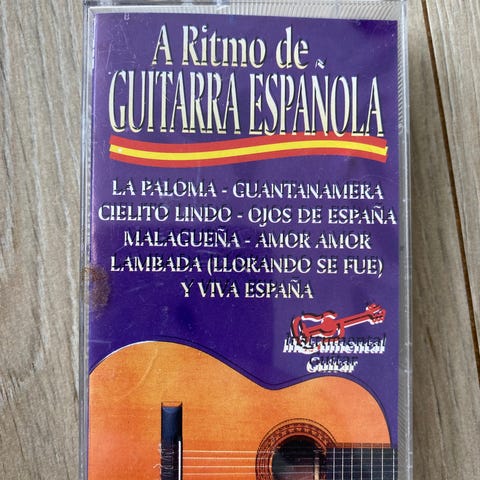 A Ritmo de
GUITARRA ESPAÑOLA
LA PALOMA - GUANTANAMERA
CIELITO LINDO - OJOS DE ESPAÑA
MALAGUEÑA - AMOR AMOR
LAMBADA (LLORANDO SE FUE)
Y VIVA ESPAÑA
Instrumental
Guitar